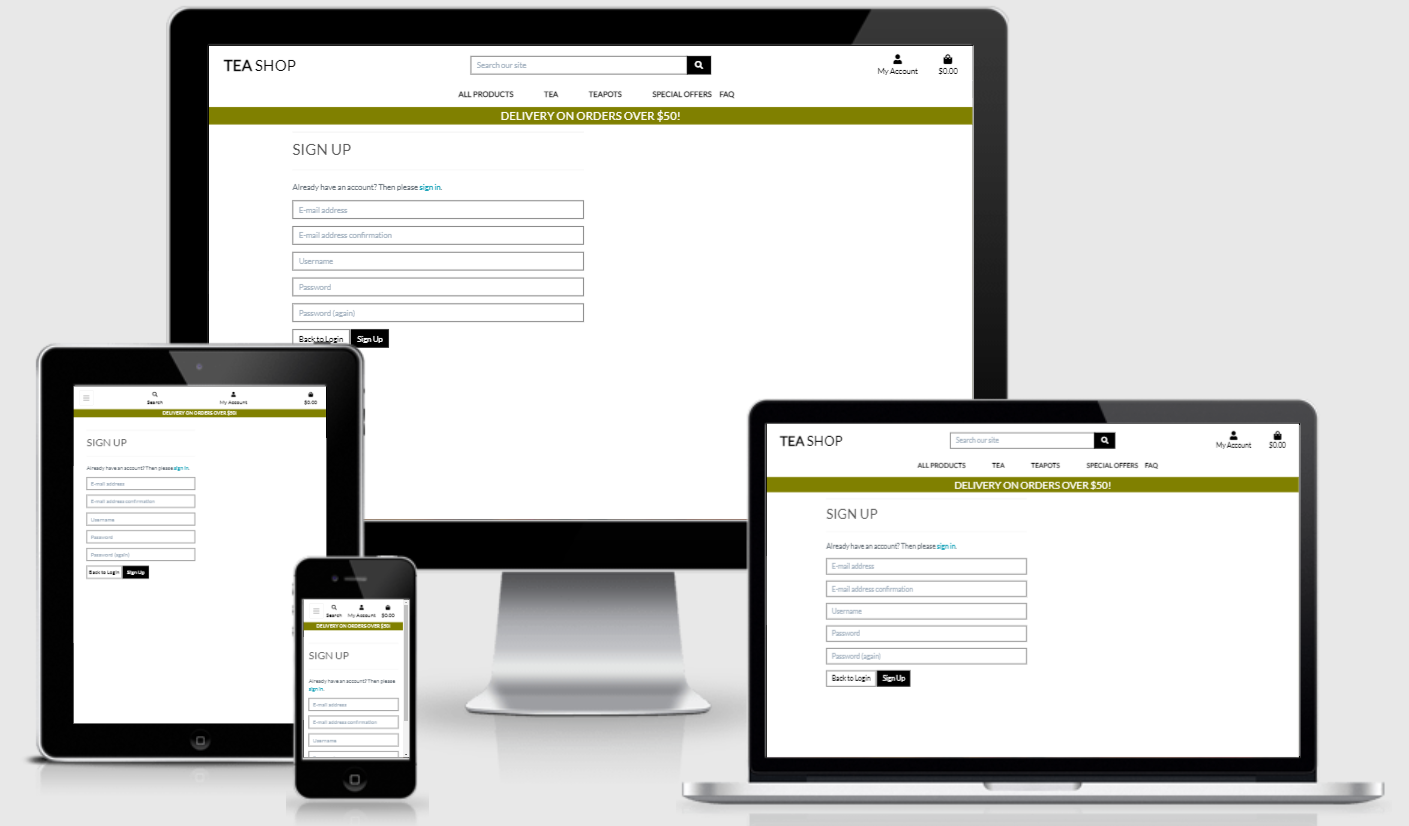 TEA SHOP
Search our site
My Account
$0.00
ALL PRODUCTS TEA TEAPOTS SPECIAL OFFERS FAQ
DELIVERY ON ORDERS OVER $50!
SIGN UP
Already have an account? Then please sign in.
E-mail address
E-mail address confirmation
Username
Password
Password (again)
Back to Login Sign Up
Search
My Account
$0.00
DELIVERY ON ORDERS OVER $50!
SIGN UP
Already have an account? Then please sign in.
E-mail address
E-mail address confirmation
Username
Password
Password (again)
Back to Login Sign Up
Search My Account $0.00
DELIVERY ON ORDERS OVER $50!
SIGN UP
Already have an account? Then please
sign in.
E-mail address
E-mail address confirmation
Username
TEA SHOP
Search our site
My Account
$0.00
ALL PRODUCTS TEA TEAPOTS SPECIAL OFFERS FAQ
DELIVERY ON ORDERS OVER $50!
SIGN UP
Already have an account? Then please sign in.
E-mail address
E-mail address confirmation
Username
Password
Password (again)
Back to Login Sign Up